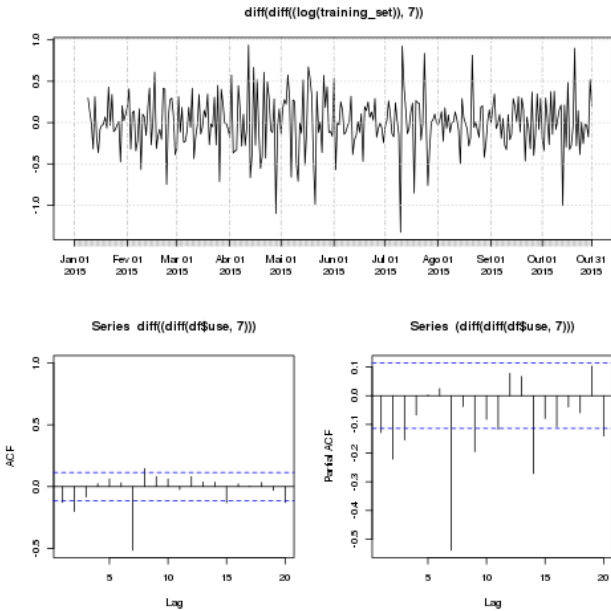 diff(diff((log(training_set)), 7))
1.0
0.5
0.0
-0.5
-1.0
Jan 01 Fev 01 Mar 01 Abr 01 Mai 01 Jun 01 Jul 01 Ago 01 Set 01 Out 01 Out 31
2015 2015 2015 2015 2015 2015 2015 2015 2015 2015 2015
Series diff((diff(df$use, 7)))
1.0
0.5
0.0
-0.5
ACF
5 10 15 20
Lag
Series (diff(diff(df$use, 7)))
0.1
0.0
-0.1
-0.2
-0.3
-0.4
-0.5
Partial ACF
5 10 15 20
Lag